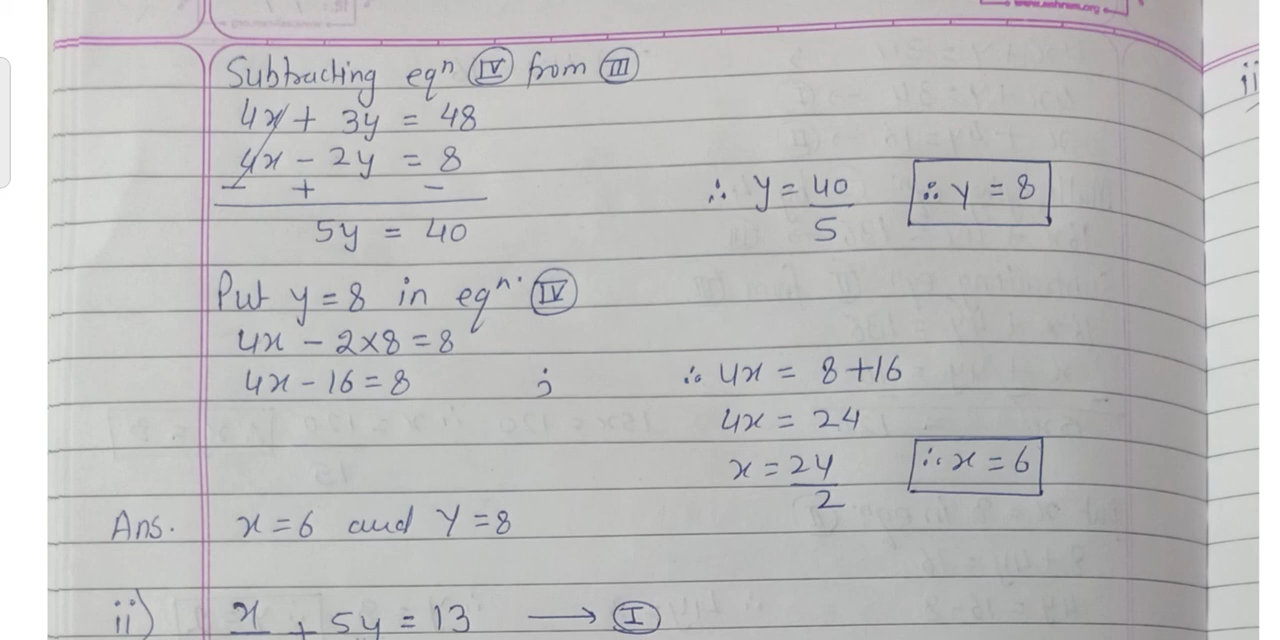 Subtracting eqn (IV) from (III)
4x + 3y = 48
4x - 2y = 8
- + -
5y = 40
∴ y = 40/5 ∴ y = 8
Put y = 8 in eqn. (IV)
4x - 2×8 = 8
4x - 16 = 8 ; ∴ 4x = 8+16
4x = 24
x = 24/2 ∴ x = 6
Ans. x = 6 and y = 8
ii) x + 5y = 13 → (I)
ii